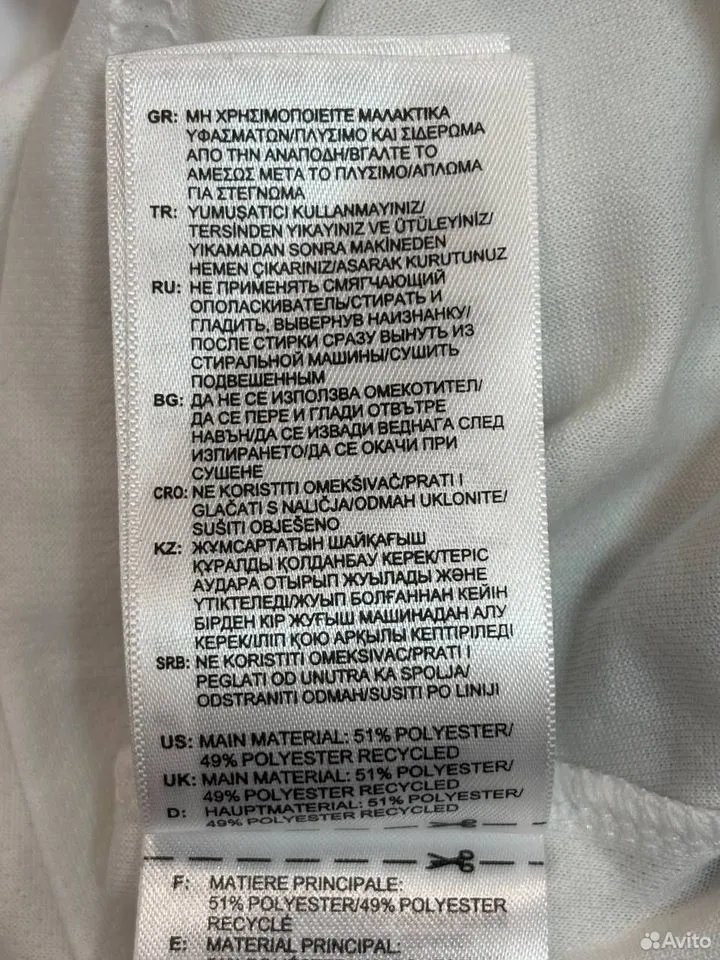 GR: ΜΗ ΧΡΗΣΙΜΟΠΟΙΕΙΤΕ ΜΑΛΑΚΤΙΚΑ
ΥΦΑΣΜΑΤΩΝ/ΠΛΥΣΙΜΟ ΚΑΙ ΣΙΔΕΡΩΜΑ
ΑΠΟ ΤΗΝ ΑΝΑΠΟΔΗ/ΒΓΑΛΤΕ ΤΟ
ΑΜΕΣΩΣ ΜΕΤΑ ΤΟ ΠΛΥΣΙΜΟ/ΑΠΛΩΜΑ
ΓΙΑ ΣΤΕΓΝΩΜΑ
TR: YUMUŞATICI KULLANMAYINIZ/
TERSİNDEN YIKAYINIZ VE ÜTÜLEYİNİZ/
YIKAMADAN SONRA MAKİNEDEN
HEMEN ÇIKARINIZ/ASARAK KURUTUNUZ
RU: НЕ ПРИМЕНЯТЬ СМЯГЧАЮЩИЙ
ОПОЛАСКИВАТЕЛЬ/СТИРАТЬ И
ГЛАДИТЬ, ВЫВЕРНУВ НАИЗНАНКУ/
ПОСЛЕ СТИРКИ СРАЗУ ВЫНУТЬ ИЗ
СТИРАЛЬНОЙ МАШИНЫ/СУШИТЬ
ПОДВЕШЕННЫМ
BG: ДА НЕ СЕ ИЗПОЛЗВА ОМЕКОТИТЕЛ/
ДА СЕ ПЕРЕ И ГЛАДИ ОТВЪТРЕ
НАВЪН/ДА СЕ ИЗВАДИ ВЕДНАГА СЛЕД
ИЗПИРАНЕТО/ДА СЕ ОКАЧИ ПРИ
СУШЕНЕ
CRO: NE KORISTITI OMEKŠIVAČ/PRATI I
GLAČATI S NALIČJA/ODMAH UKLONITE/
SUŠITI OBJEŠENO
KZ: ЖҰМСАРТАТЫН ШАЙҚАҒЫШ
ҚҰРАЛДЫ ҚОЛДАНБАУ КЕРЕК/ТЕРІС
АУДАРА ОТЫРЫП ЖУЫЛАДЫ ЖӘНЕ
ҮТІКТЕЛЕДІ/ЖУЫП БОЛҒАННАН КЕЙІН
БІРДЕН КІР ЖУҒЫШ МАШИНАДАН АЛУ
КЕРЕК/ІЛІП ҚОЮ АРҚЫЛЫ КЕПТІРІЛЕДІ
SRB: NE KORISTITI OMEKSIVAC/PRATI I
PEGLATI OD UNUTRA KA SPOLJA/
ODSTRANITI ODMAH/SUSITI PO LINIJI
US: MAIN MATERIAL: 51% POLYESTER/
49% POLYESTER RECYCLED
UK: MAIN MATERIAL: 51% POLYESTER/
49% POLYESTER RECYCLED
D: HAUPTMATERIAL: 51% POLYESTER/
49% POLYESTER RECYCLED
F: MATIERE PRINCIPALE:
51% POLYESTER/49% POLYESTER
RECYCLÉ
E: MATERIAL PRINCIPAL:
Avito